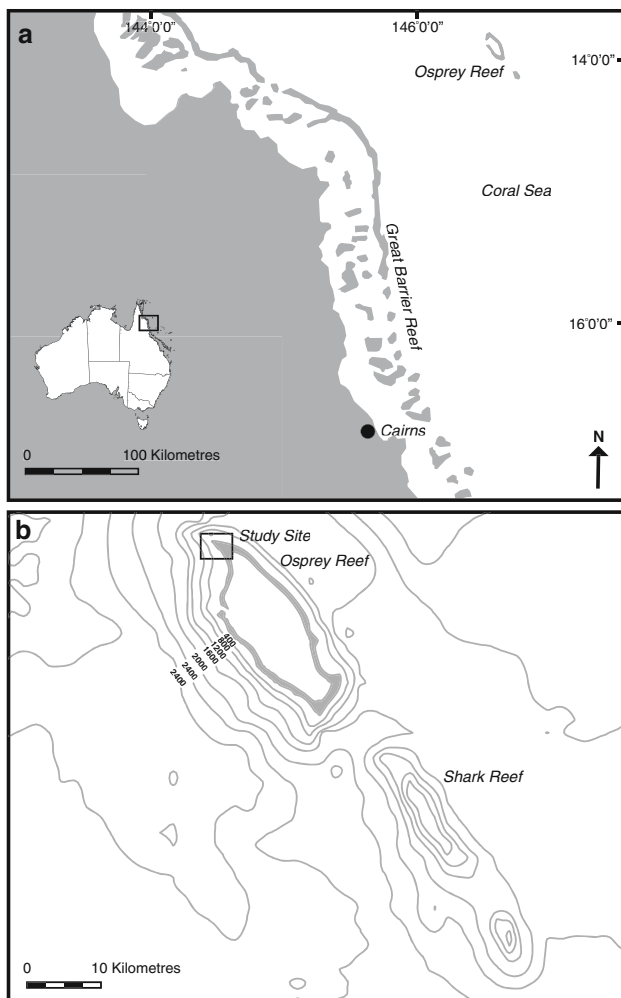 a
144°0'0"
146°0'0"
14°0'0"
Osprey Reef
Coral Sea
Great Barrier Reef
16°0'0"
Cairns
0 100 Kilometres
N
b
Study Site
Osprey Reef
400
800
1200
1600
2000
2400
2400
Shark Reef
0 10 Kilometres